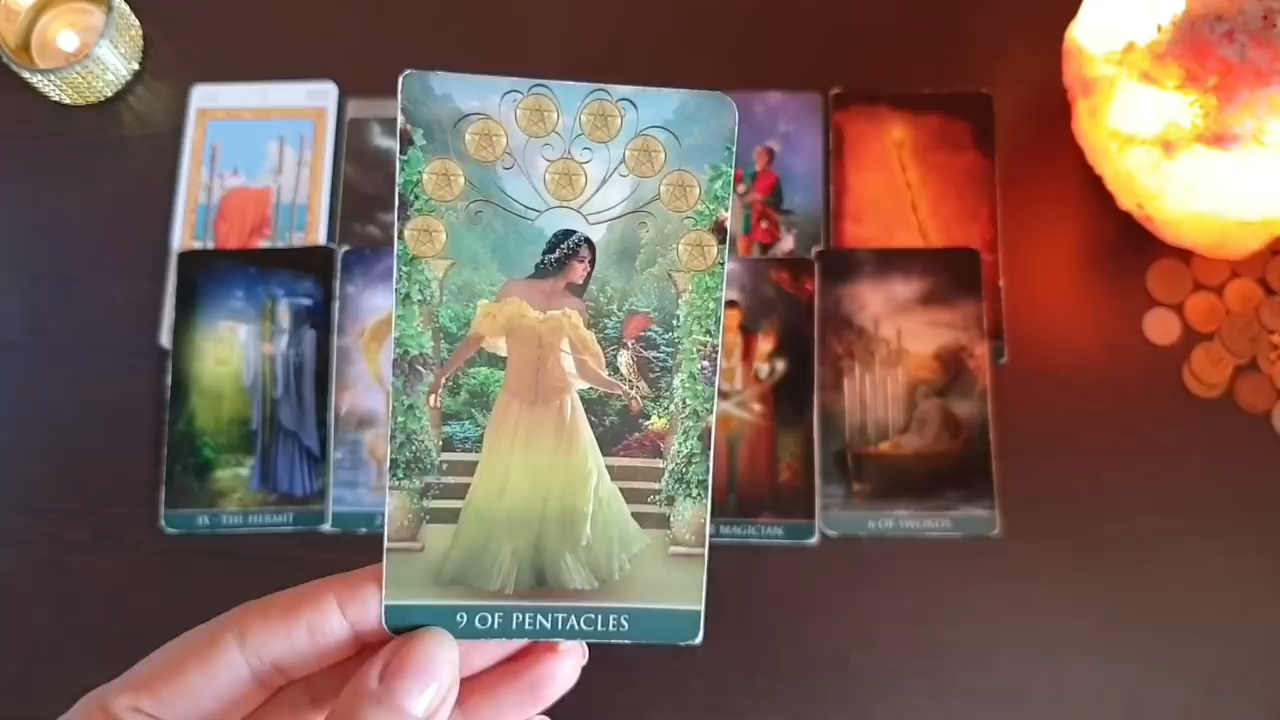 9 OF PENTACLES
IX - THE HERMIT
MAGICIAN
6 OF SWORDS